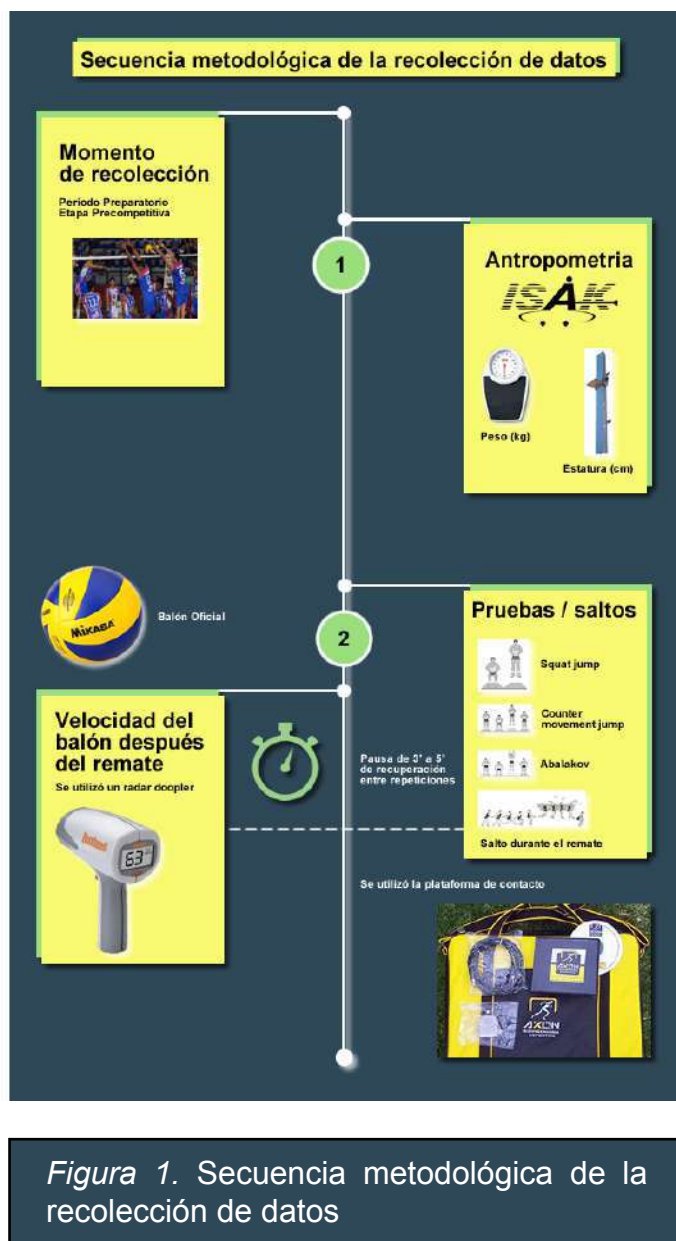 Secuencia metodológica de la recolección de datos
Momento
de recolección
Periodo Preparatorio
Etapa Precompetitiva
1
Antropometria
ISAK
Peso (kg)
Estatura (cm)
MIKASA
Balón Oficial
2
Pruebas / saltos
Squat jump
Counter
movement jump
Abalakov
Salto durante el remate
Velocidad del
balón después
del remate
Se utilizó un radar doopler
63
Pausa de 3' a 5'
de recuperación
entre repeticiones
Se utilizó la plataforma de contacto
AXON
Figura 1. Secuencia metodológica de la
recolección de datos